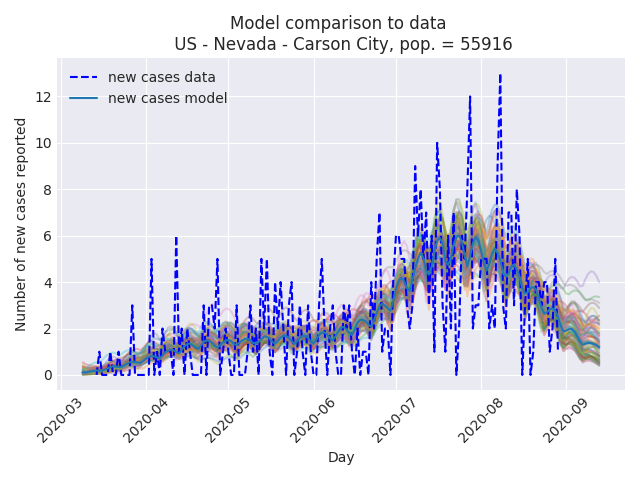 Model comparison to data
US - Nevada - Carson City, pop. = 55916
new cases data
new cases model
Number of new cases reported
12
10
8
6
4
2
0
2020-03
2020-04
2020-05
2020-06
2020-07
2020-08
2020-09
Day